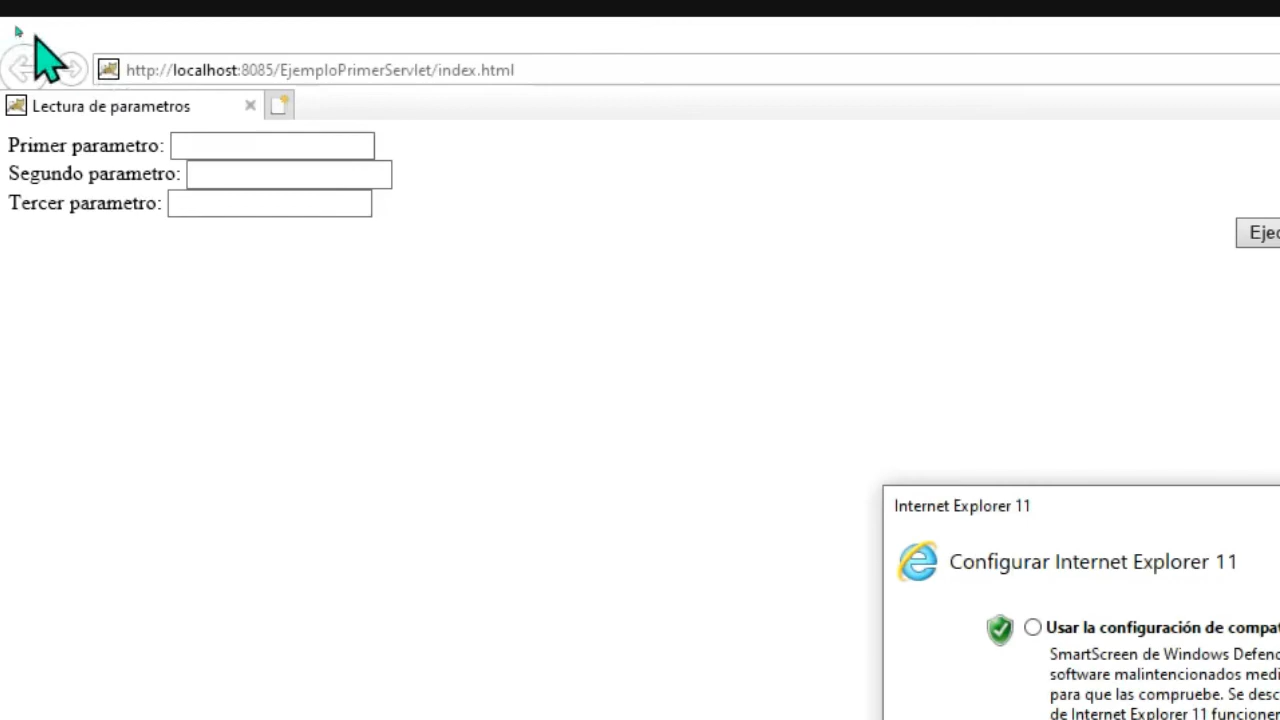 http://localhost:8085/EjemploPrimerServlet/index.html
Lectura de parametros
Primer parametro:
Segundo parametro:
Tercer parametro:
Ejec
Internet Explorer 11
Configurar Internet Explorer 11
Usar la configuración de compat
SmartScreen de Windows Defend
software malintencionados medi
para que las compruebe. Se desc
de Internet Explorer 11 funcioner